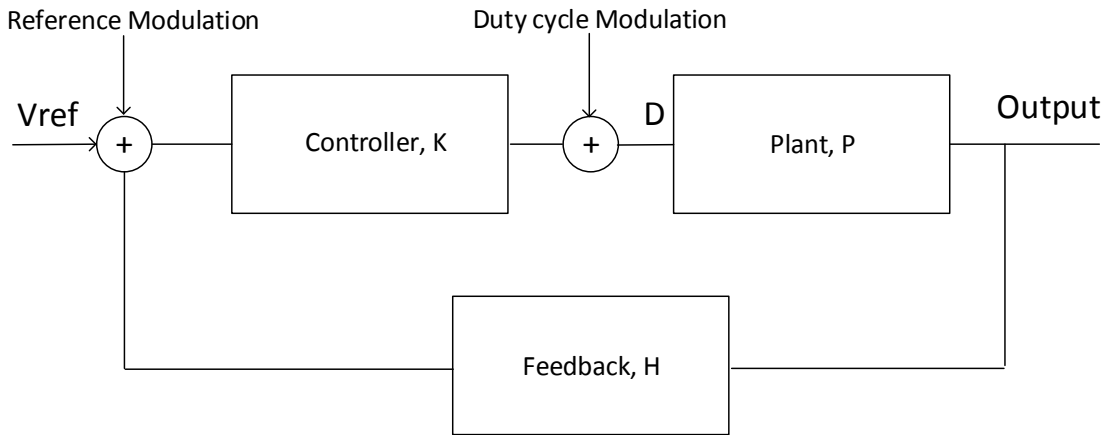 Reference Modulation
Duty cycle Modulation
Vref
+
Controller, K
+
D
Plant, P
Output
Feedback, H